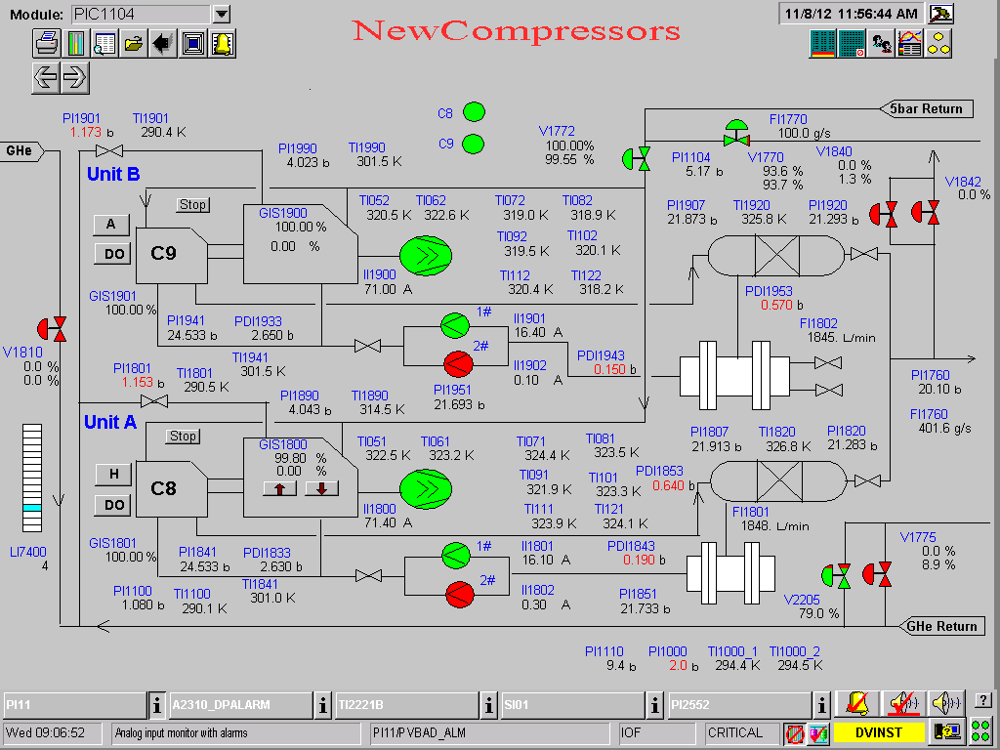 Module: PIC1104
NewCompressors
11/8/12 11:56:44 AM
C8
C9
PI1901
1.173 b
TI1901
290.4 K
GHe
5bar Return
FI1770
100.0 g/s
V1772
100.00%
99.55 %
PI1990
4.023 b
TI1990
301.5 K
PI1104
5.17 b
V1770
93.6 %
93.7 %
V1840
0.0 %
1.3 %
V1842
0.0 %
Unit B
Stop
A
DO
C9
GIS1900
100.00 %
0.00 %
TI052
320.5 K
TI062
322.6 K
TI072
319.0 K
TI082
318.9 K
PI1907
21.873 b
TI1920
325.8 K
PI1920
21.293 b
TI092
319.5 K
TI102
320.1 K
II1900
71.00 A
TI112
320.4 K
TI122
318.2 K
GIS1901
100.00 %
PDI1953
0.570 b
PI1941
24.533 b
PDI1933
2.650 b
1#
2#
II1901
16.40 A
FI1802
1845. L/min
V1810
0.0 %
0.0 %
TI1941
301.5 K
II1902
0.10 A
PDI1943
0.150 b
PI1801
1.153 b
TI1801
290.5 K
PI1951
21.693 b
PI1760
20.10 b
PI1890
4.043 b
TI1890
314.5 K
FI1760
401.6 g/s
Unit A
Stop
H
DO
C8
GIS1800
99.80 %
0.00 %
TI051
322.5 K
TI061
323.2 K
TI071
324.4 K
TI081
323.5 K
PI1807
21.913 b
TI1820
326.8 K
PI1820
21.283 b
TI091
321.9 K
TI101
323.3 K
PDI1853
0.640 b
II1800
71.40 A
TI111
323.9 K
TI121
324.1 K
FI1801
1848. L/min
GIS1801
100.00 %
LI7400
4
PI1841
24.533 b
PDI1833
2.630 b
1#
2#
II1801
16.10 A
PDI1843
0.190 b
V1775
0.0 %
8.9 %
PI1100
1.080 b
TI1100
290.1 K
TI1841
301.0 K
II1802
0.30 A
PI1851
21.733 b
V2205
79.0 %
GHe Return
PI1110
9.4 b
PI1000
2.0 b
TI1000_1
294.4 K
TI1000_2
294.5 K
PI11 i A2310_DPALARM i TI2221B i SI01 i PI2552 i ?
Wed 09:06:52 Analog input monitor with alarms PI11/PVBAD_ALM IOF CRITICAL DVINST